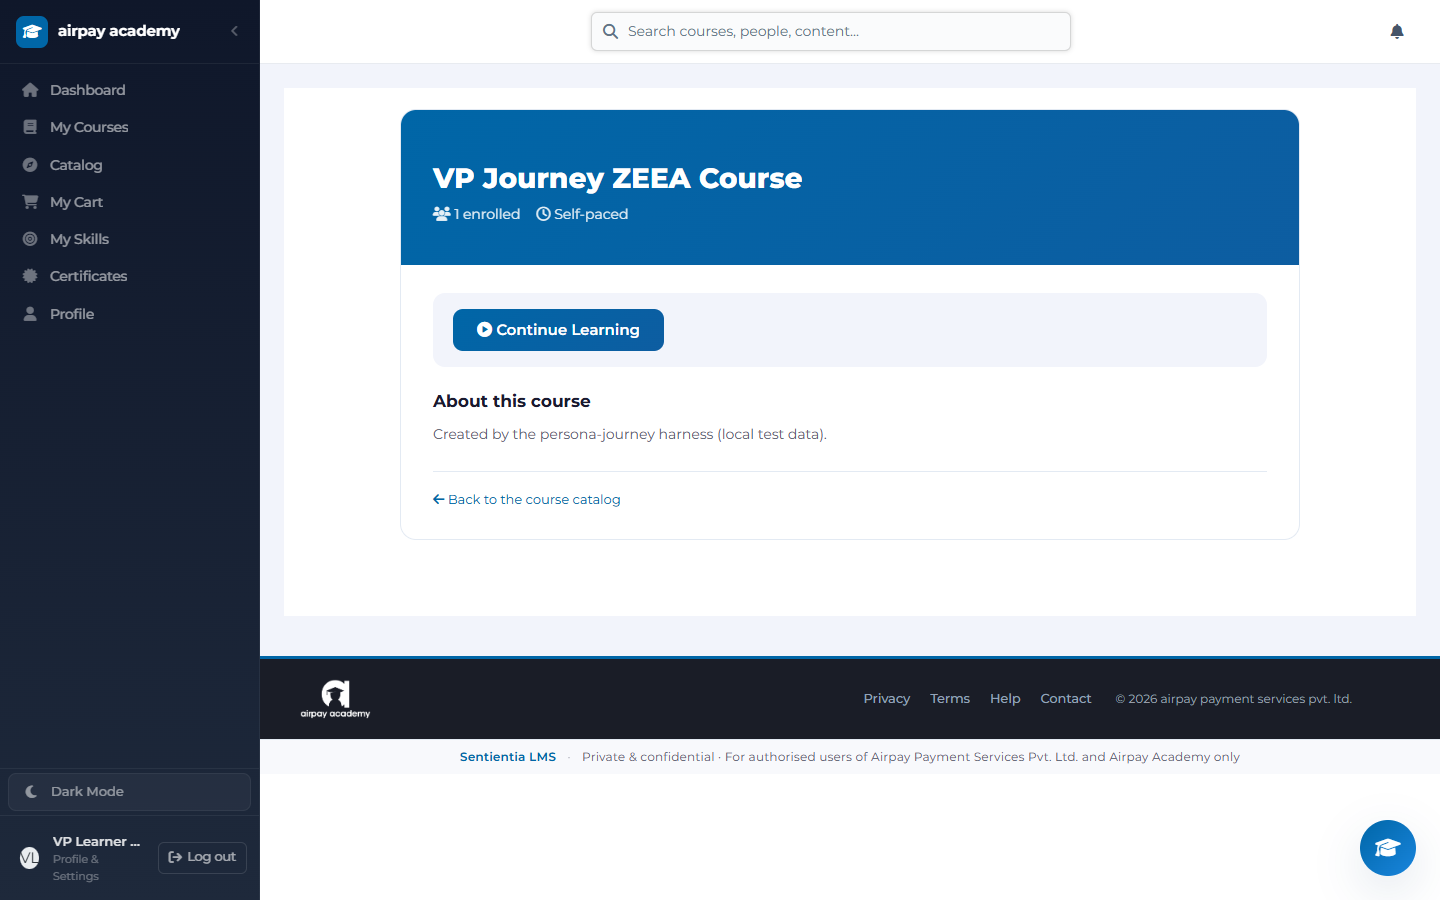 airpay academy
Search courses, people, content...
Dashboard
My Courses
Catalog
My Cart
My Skills
Certificates
Profile
VP Journey ZEEA Course
1 enrolled Self-paced
Continue Learning
About this course
Created by the persona-journey harness (local test data).
Back to the course catalog
airpay academy
Privacy Terms Help Contact © 2026 airpay payment services pvt. ltd.
Sentientia LMS · Private & confidential · For authorised users of Airpay Payment Services Pvt. Ltd. and Airpay Academy only
Dark Mode
VL
VP Learner ...
Profile &
Settings
Log out